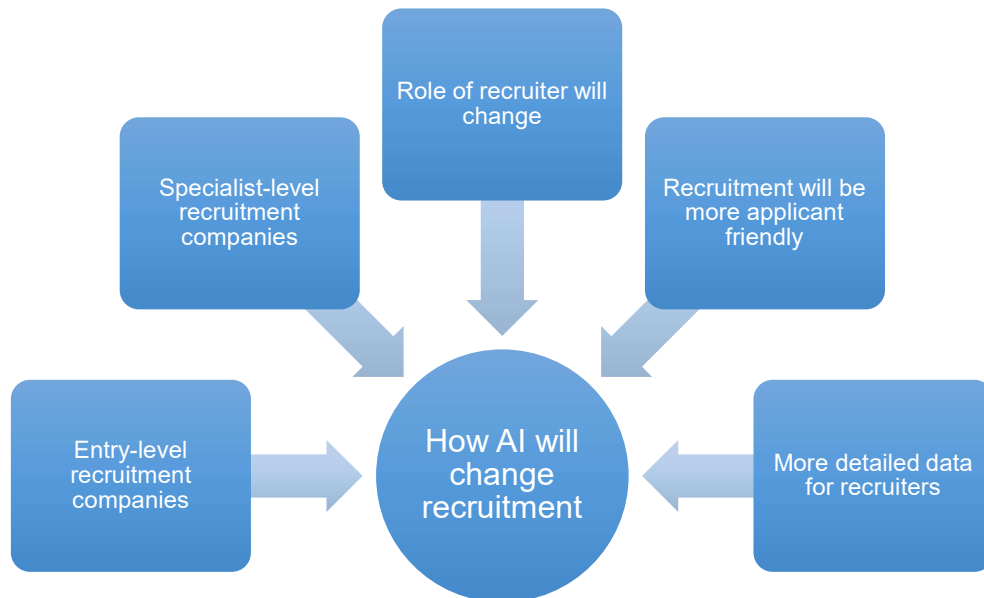 Role of recruiter will
change
Specialist-level
recruitment
companies
Recruitment will be
more applicant
friendly
Entry-level
recruitment
companies
How AI will
change
recruitment
More detailed data
for recruiters